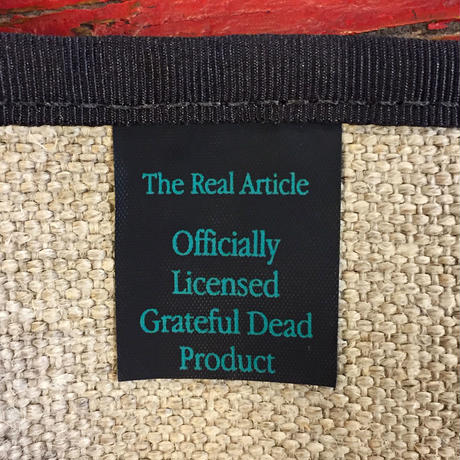 The Real Article
Officially
Licensed
Grateful Dead
Product